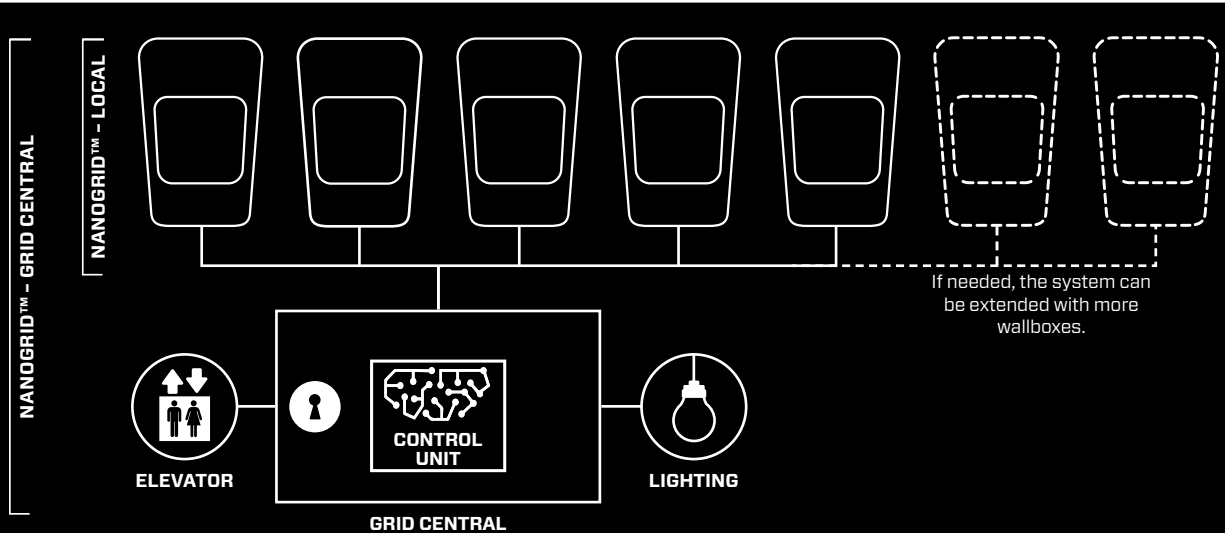 NANOGRID™ – GRID CENTRAL
NANOGRID™ – LOCAL
If needed, the system can
be extended with more
wallboxes.
CONTROL
UNIT
ELEVATOR
LIGHTING
GRID CENTRAL